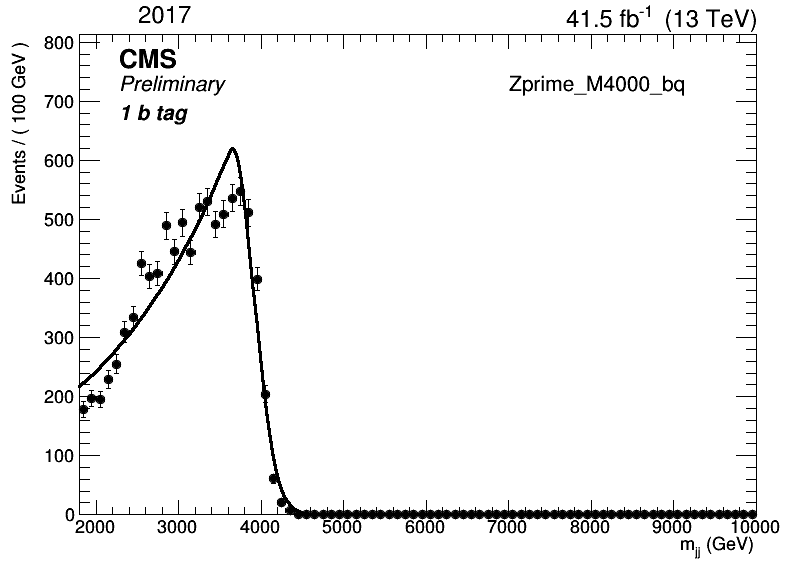 2017 41.5 fb-1 (13 TeV)
CMS
Preliminary
1 b tag
Zprime_M4000_bq
Events / ( 100 GeV )
800
700
600
500
400
300
200
100
0
2000 3000 4000 5000 6000 7000 8000 9000 10000
mjj (GeV)